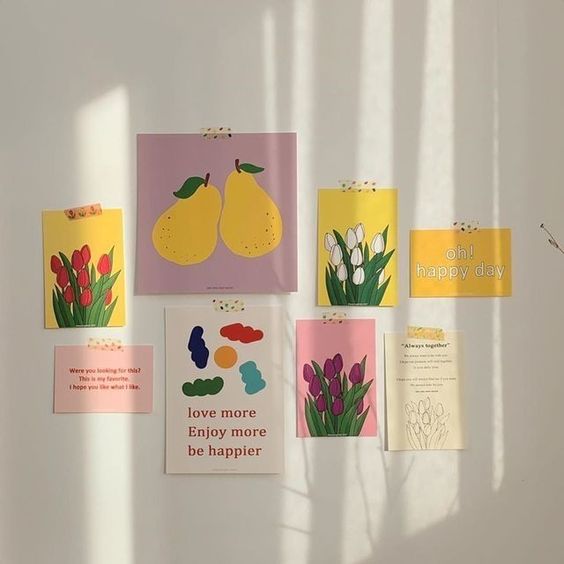 oh!
happy day
Were you looking for this?
This is my favorite.
I hope you like what I like.
love more
Enjoy more
be happier
"Always together"